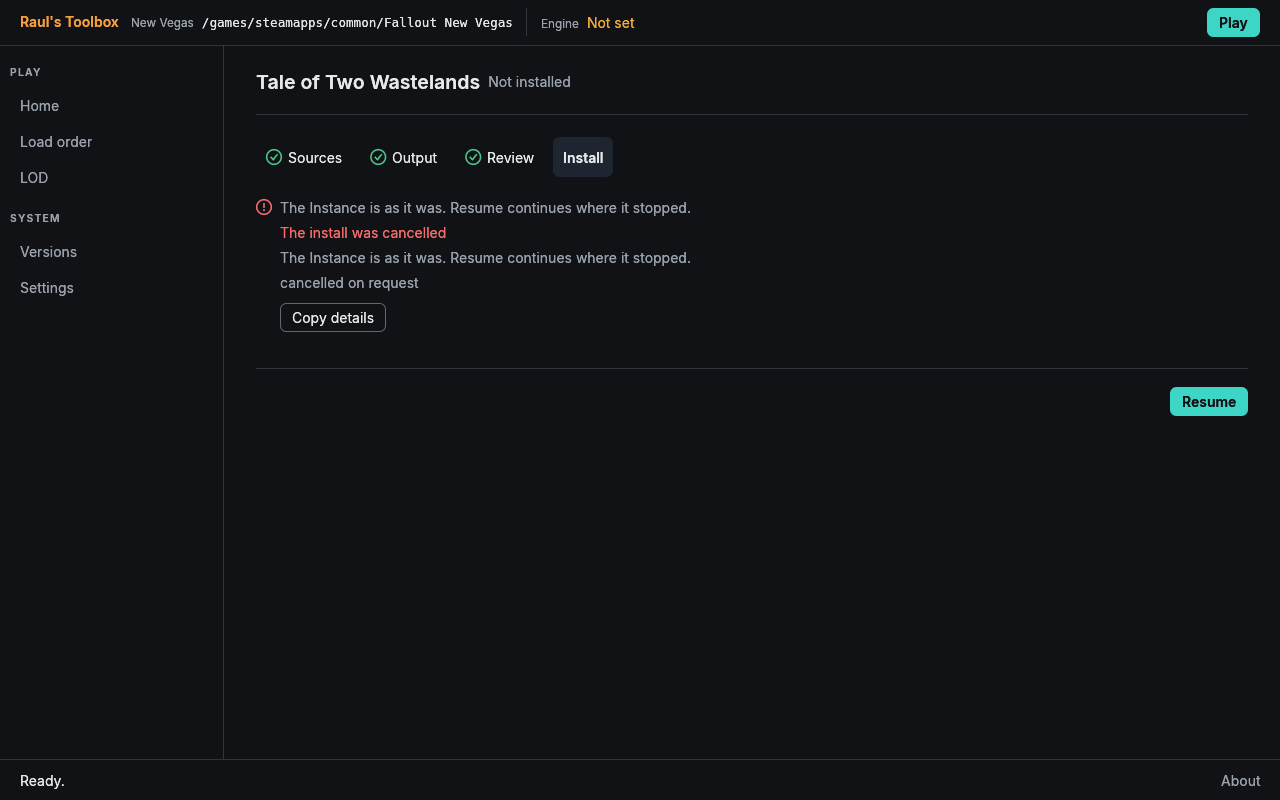 Raul's Toolbox New Vegas /games/steamapps/common/Fallout New Vegas Engine Not set Play
PLAY
Home
Load order
LOD
SYSTEM
Versions
Settings
Tale of Two Wastelands Not installed
Sources Output Review Install
The Instance is as it was. Resume continues where it stopped.
The install was cancelled
The Instance is as it was. Resume continues where it stopped.
cancelled on request
Copy details
Resume
Ready. About